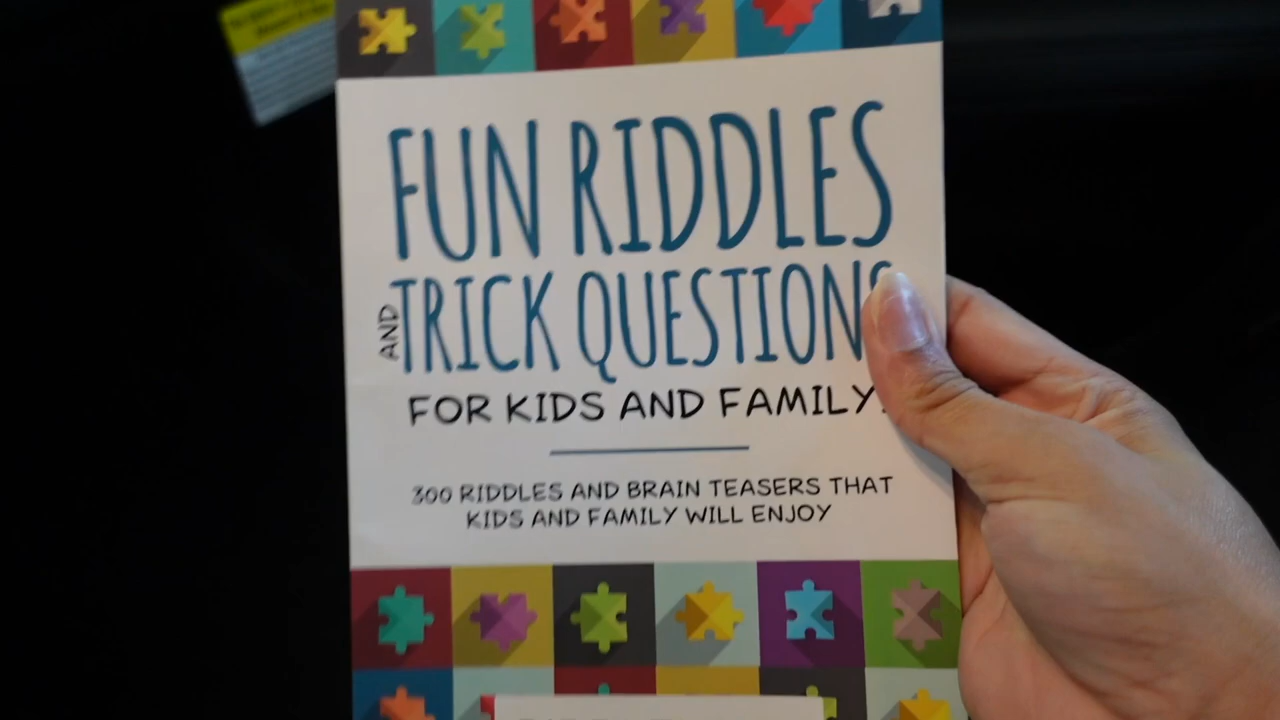 FUN RIDDLES
AND TRICK QUESTIONS
FOR KIDS AND FAMILY!
300 RIDDLES AND BRAIN TEASERS THAT
KIDS AND FAMILY WILL ENJOY